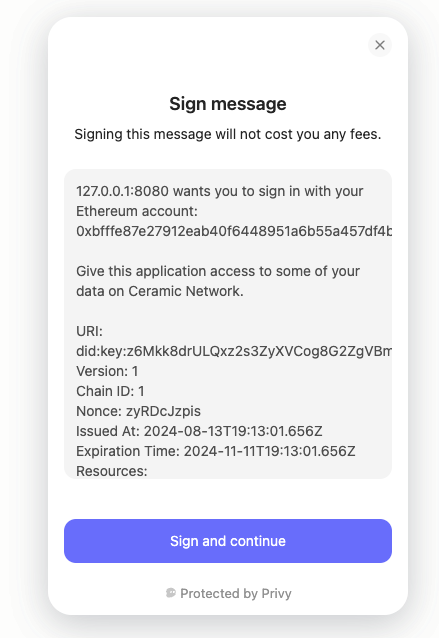 Sign message
Signing this message will not cost you any fees.
127.0.0.1:8080 wants you to sign in with your
Ethereum account:
0xbfffe87e27912eab40f6448951a6b55a457df4b
Give this application access to some of your
data on Ceramic Network.
URI:
did:key:z6Mkk8drULQxz2s3ZyXVCog8G2ZgVBm
Version: 1
Chain ID: 1
Nonce: zyRDcJzpis
Issued At: 2024-08-13T19:13:01.656Z
Expiration Time: 2024-11-11T19:13:01.656Z
Resources:
Sign and continue
Protected by Privy